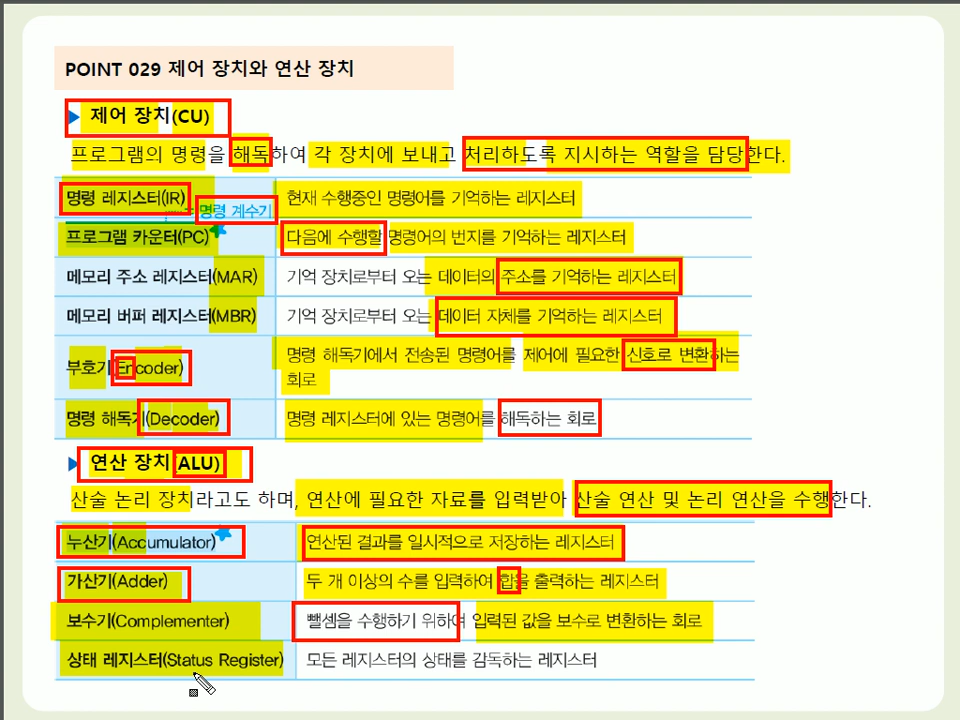 POINT 029 제어 장치와 연산 장치
제어 장치(CU)
프로그램의 명령을 해독하여 각 장치에 보내고 처리하도록 지시하는 역할을 담당한다.
명령 레지스터(IR) 현재 수행중인 명령어를 기억하는 레지스터
명령 계수기
프로그램 카운터(PC) 다음에 수행할 명령어의 번지를 기억하는 레지스터
메모리 주소 레지스터(MAR) 기억 장치로부터 오는 데이터의 주소를 기억하는 레지스터
메모리 버퍼 레지스터(MBR) 기억 장치로부터 오는 데이터 자체를 기억하는 레지스터
부호기(Encoder) 명령 해독기에서 전송된 명령어를 제어에 필요한 신호로 변환하는
회로
명령 해독기(Decoder) 명령 레지스터에 있는 명령어를 해독하는 회로
연산 장치(ALU)
산술 논리 장치라고도 하며, 연산에 필요한 자료를 입력받아 산술 연산 및 논리 연산을 수행한다.
누산기(Accumulator) 연산된 결과를 일시적으로 저장하는 레지스터
가산기(Adder) 두 개 이상의 수를 입력하여 합을 출력하는 레지스터
보수기(Complementer) 뺄셈을 수행하기 위하여 입력된 값을 보수로 변환하는 회로
상태 레지스터(Status Register) 모든 레지스터의 상태를 감독하는 레지스터